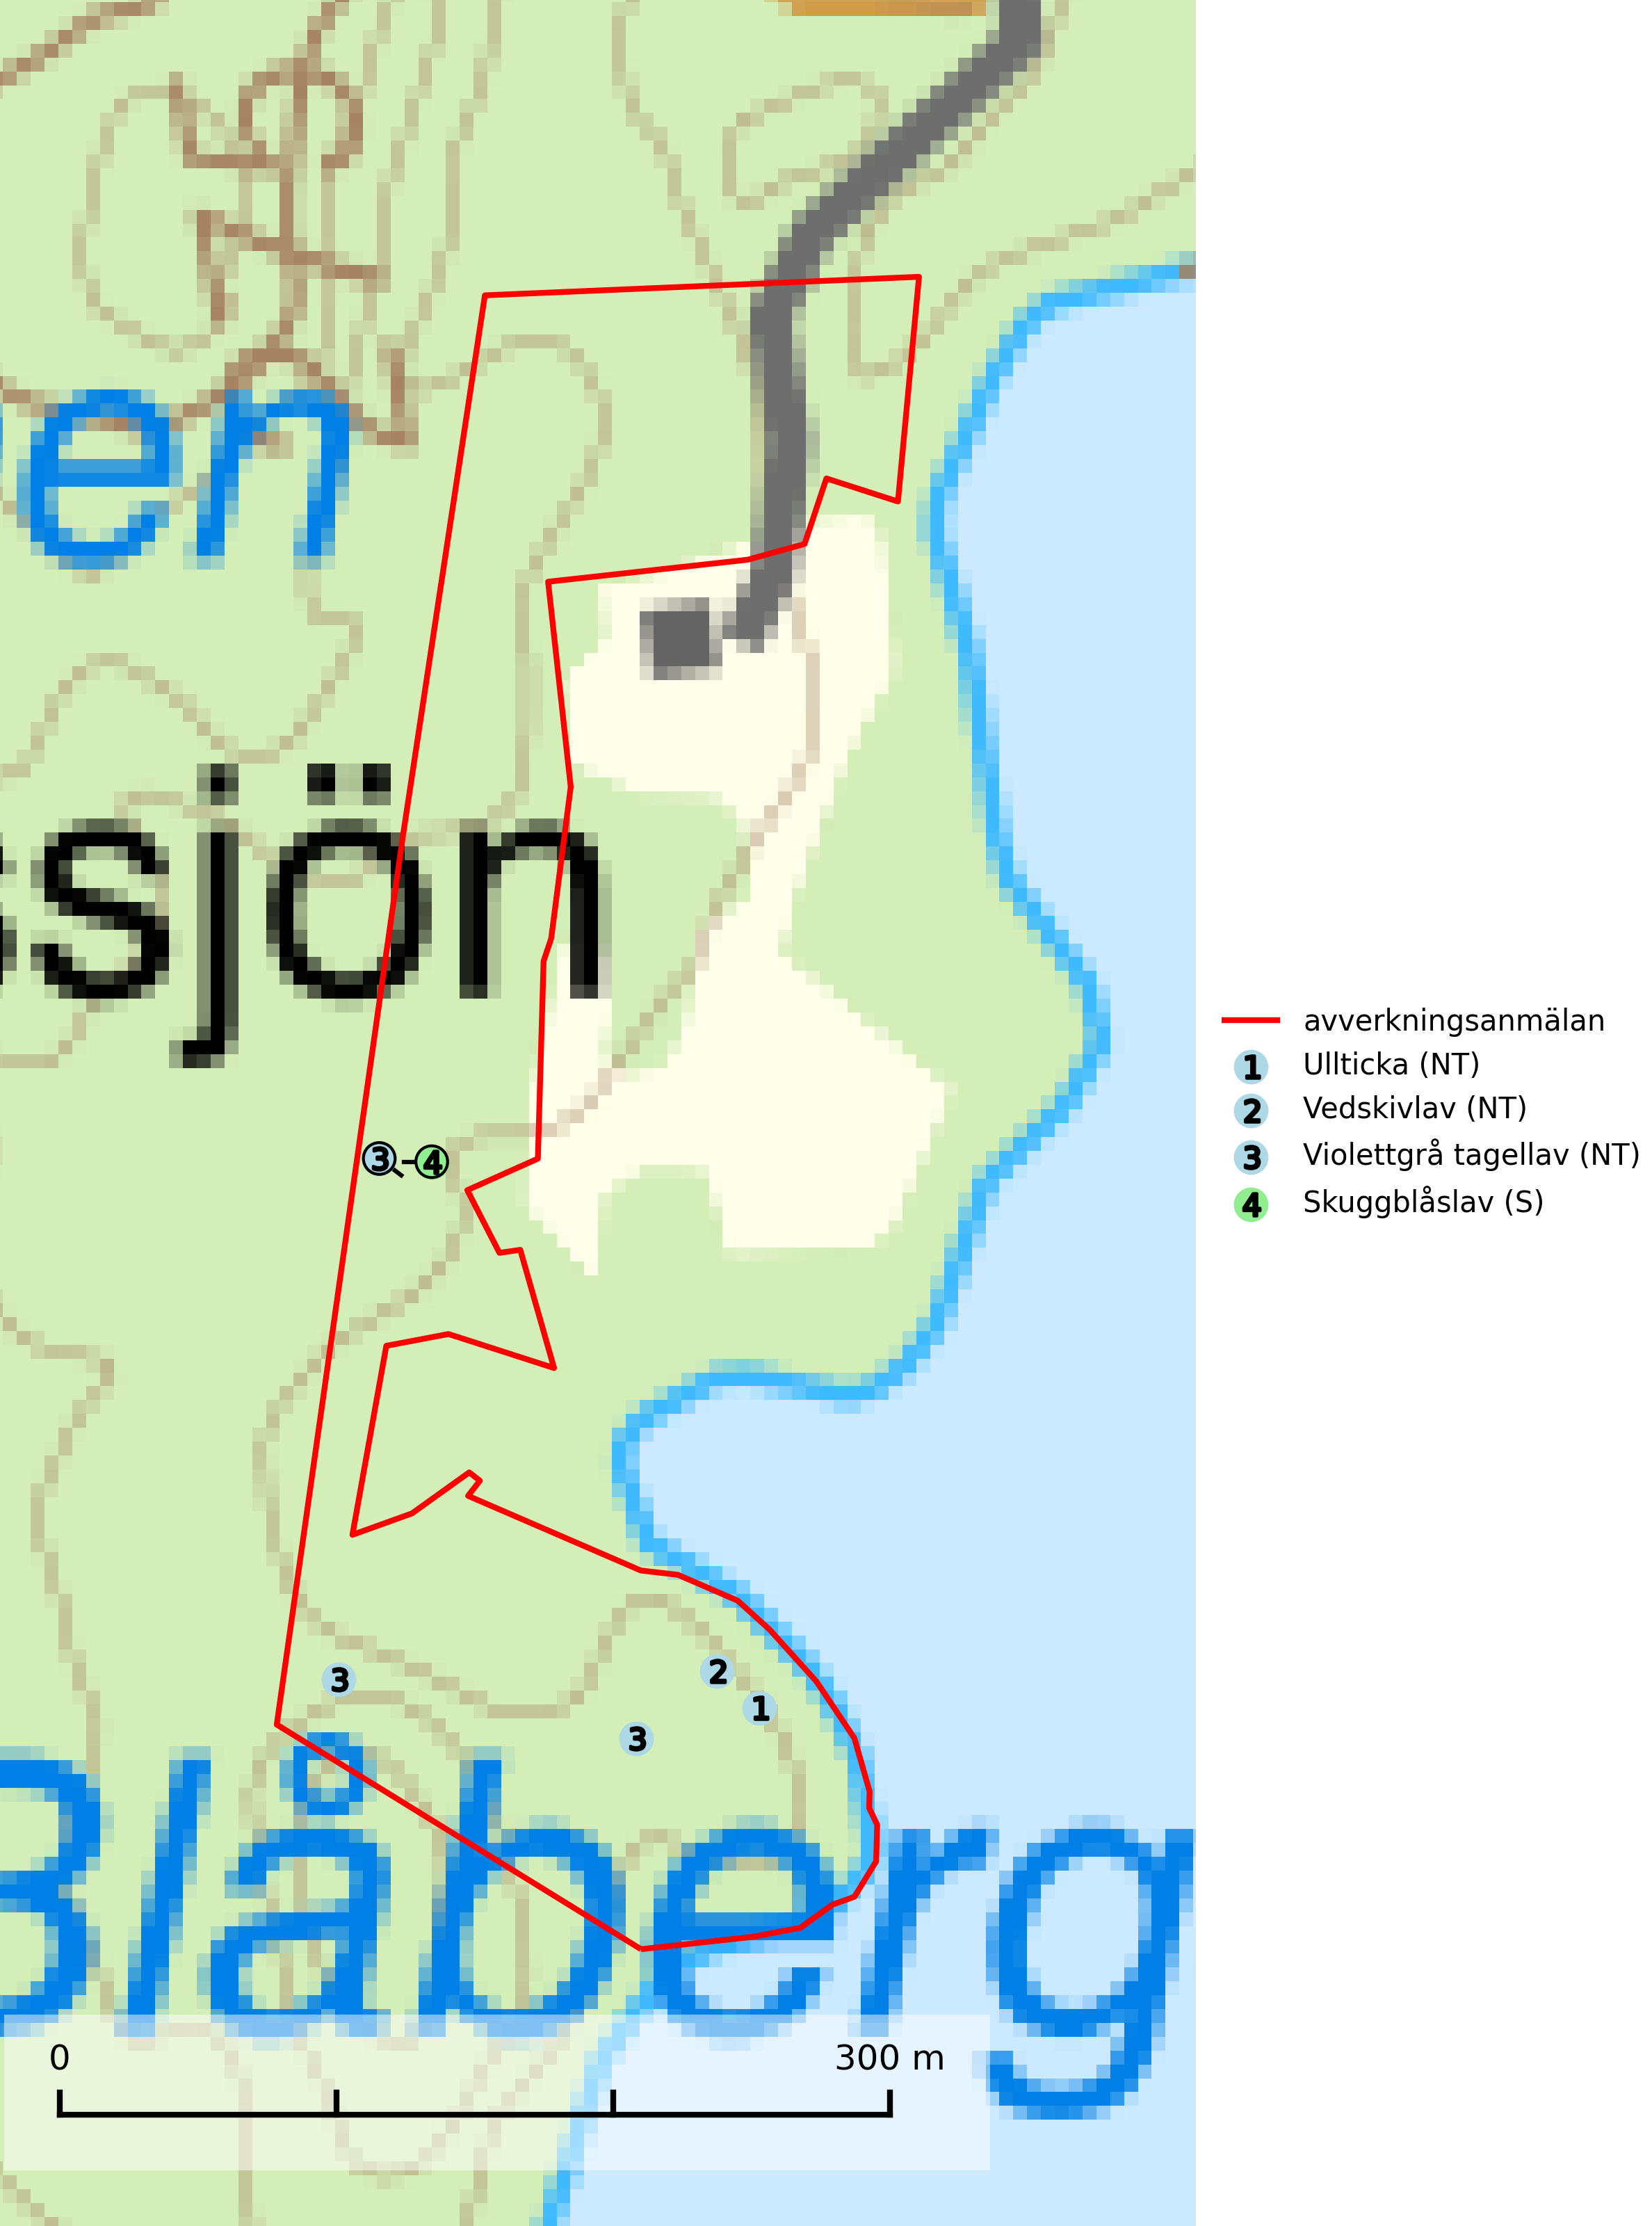 en
ssjön
avverkningsanmälan
1 Ullticka (NT)
2 Vedskivlav (NT)
3 Violettgrå tagellav (NT)
4 Skuggblåslav (S)
3 4
2
3
1
3
Blåberg
0 300 m